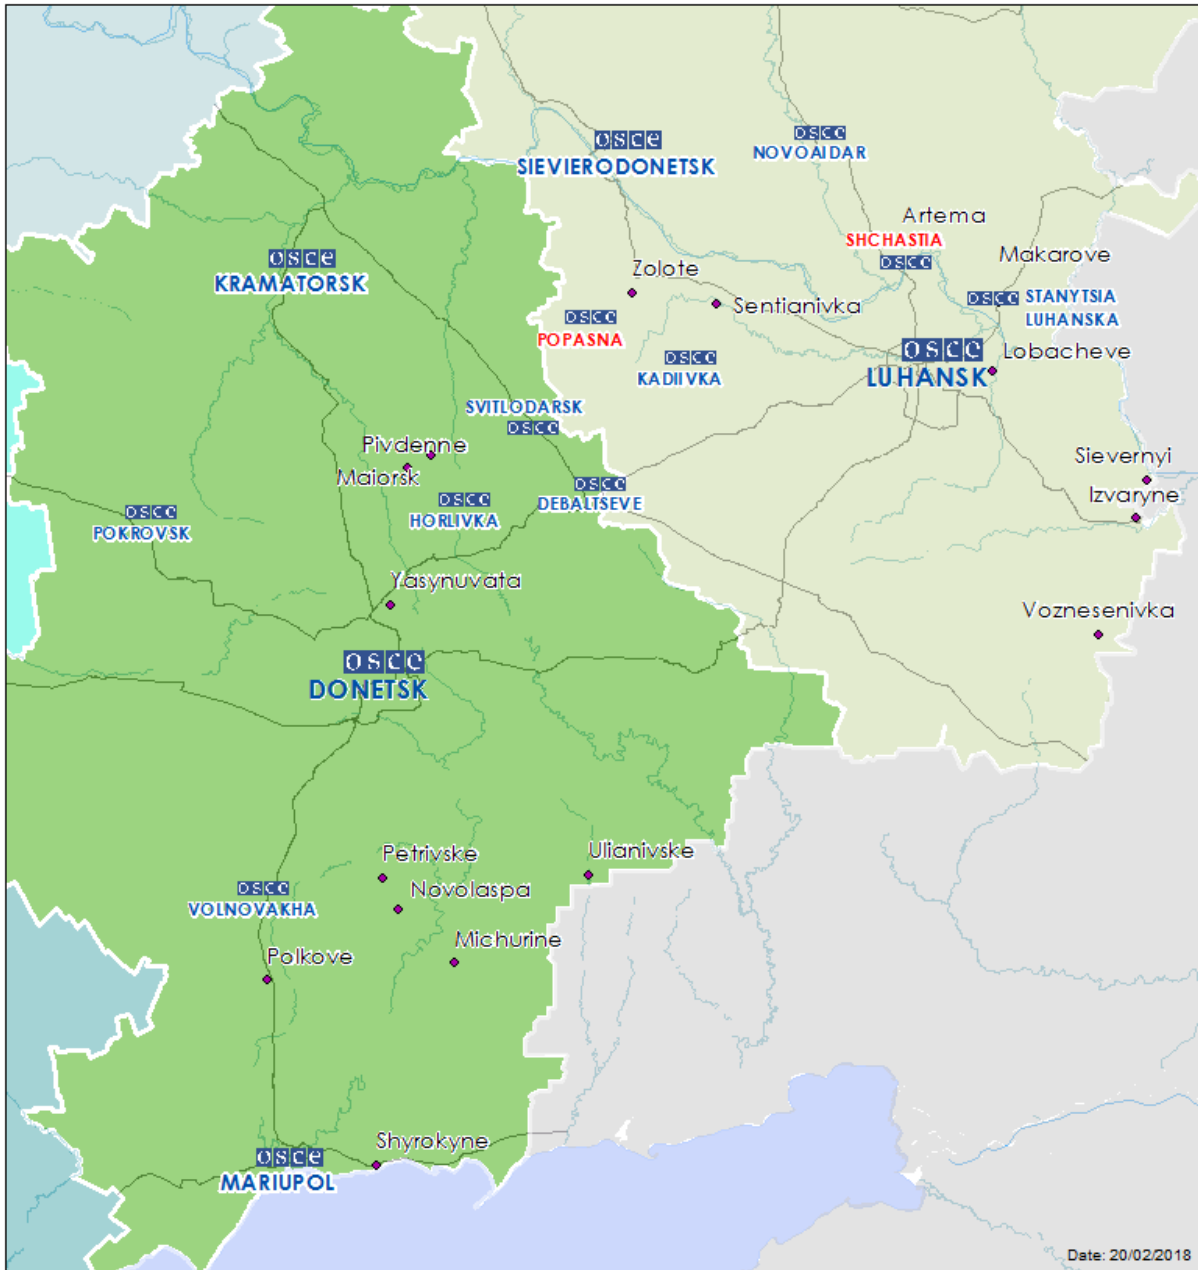 OSCE
SIEVIERODONETSK
OSCE
NOVOAIDAR
Artema
SHCHASTIA
OSCE
Makarove
OSCE
KRAMATORSK
Zolote
Sentianivka
OSCE
STANYTSIA
LUHANSKA
OSCE
POPASNA
OSCE
KADIIVKA
OSCE
LUHANSK
Lobacheve
SVITLODARSK
OSCE
Pivdenne
Maiorsk
Sievernyi
Izvaryne
OSCE
POKROVSK
OSCE
HORLIVKA
OSCE
DEBALTSEVE
Yasynuvata
Voznesenivka
OSCE
DONETSK
Petrivske
Ulianivske
Novolaspa
OSCE
VOLNOVAKHA
Michurine
Polkove
Shyrokyne
OSCE
MARIUPOL
Date: 20/02/2018